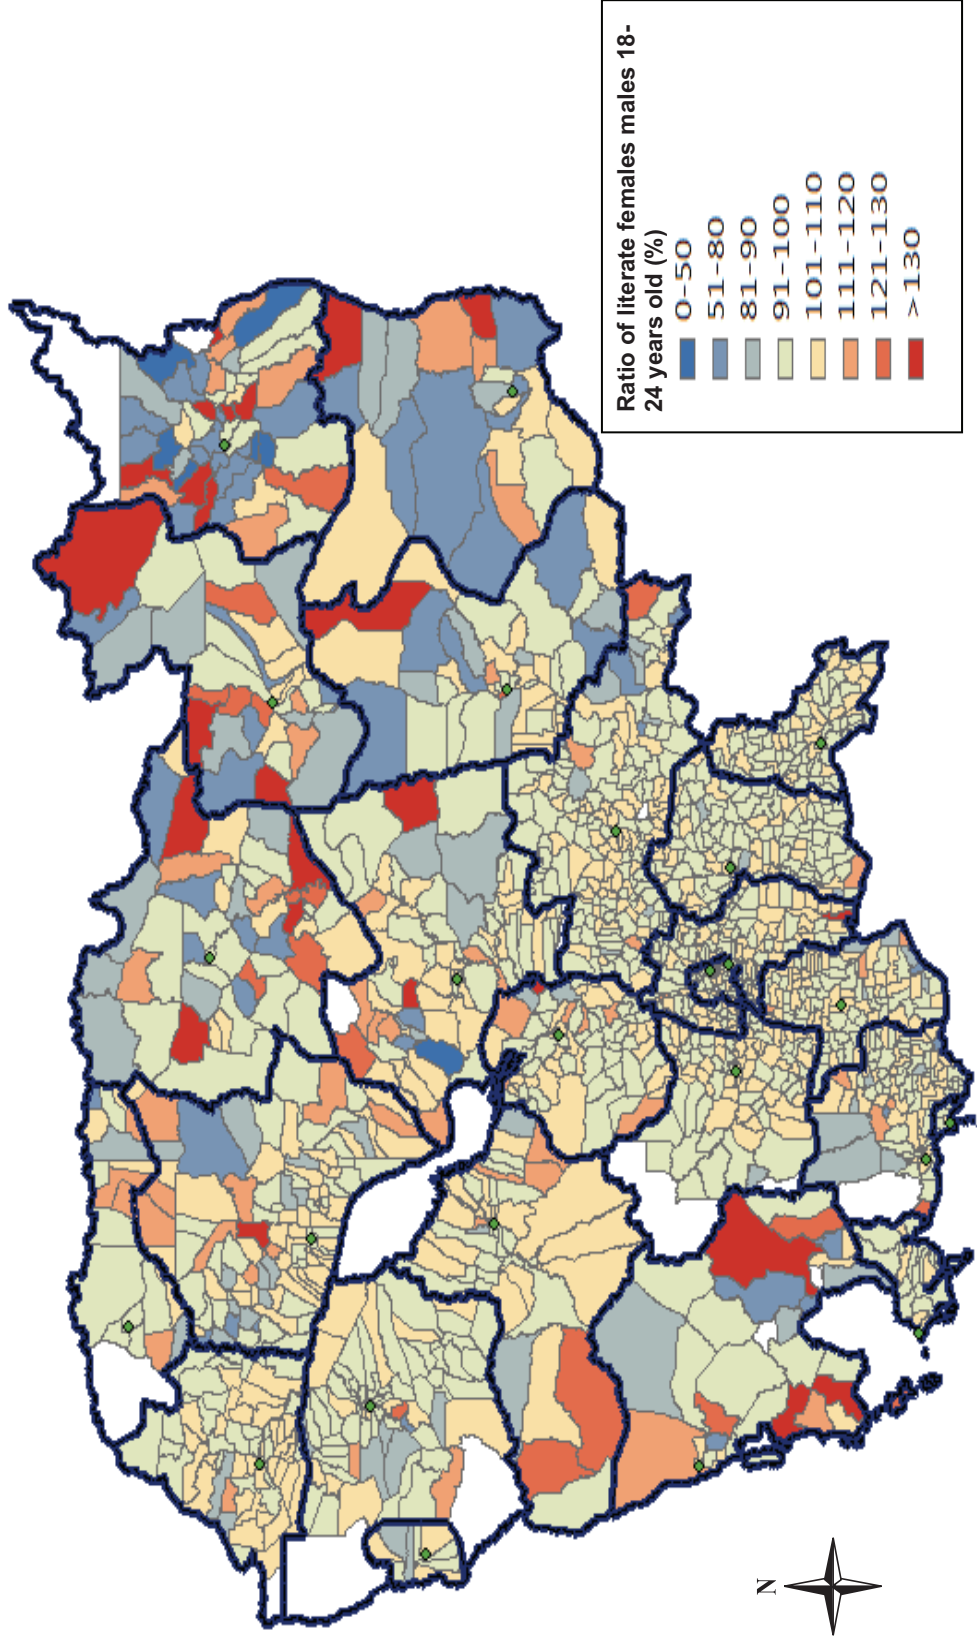 Ratio of literate females males 18-
24 years old (%)
0-50
51-80
81-90
91-100
101-110
111-120
121-130
>130
N